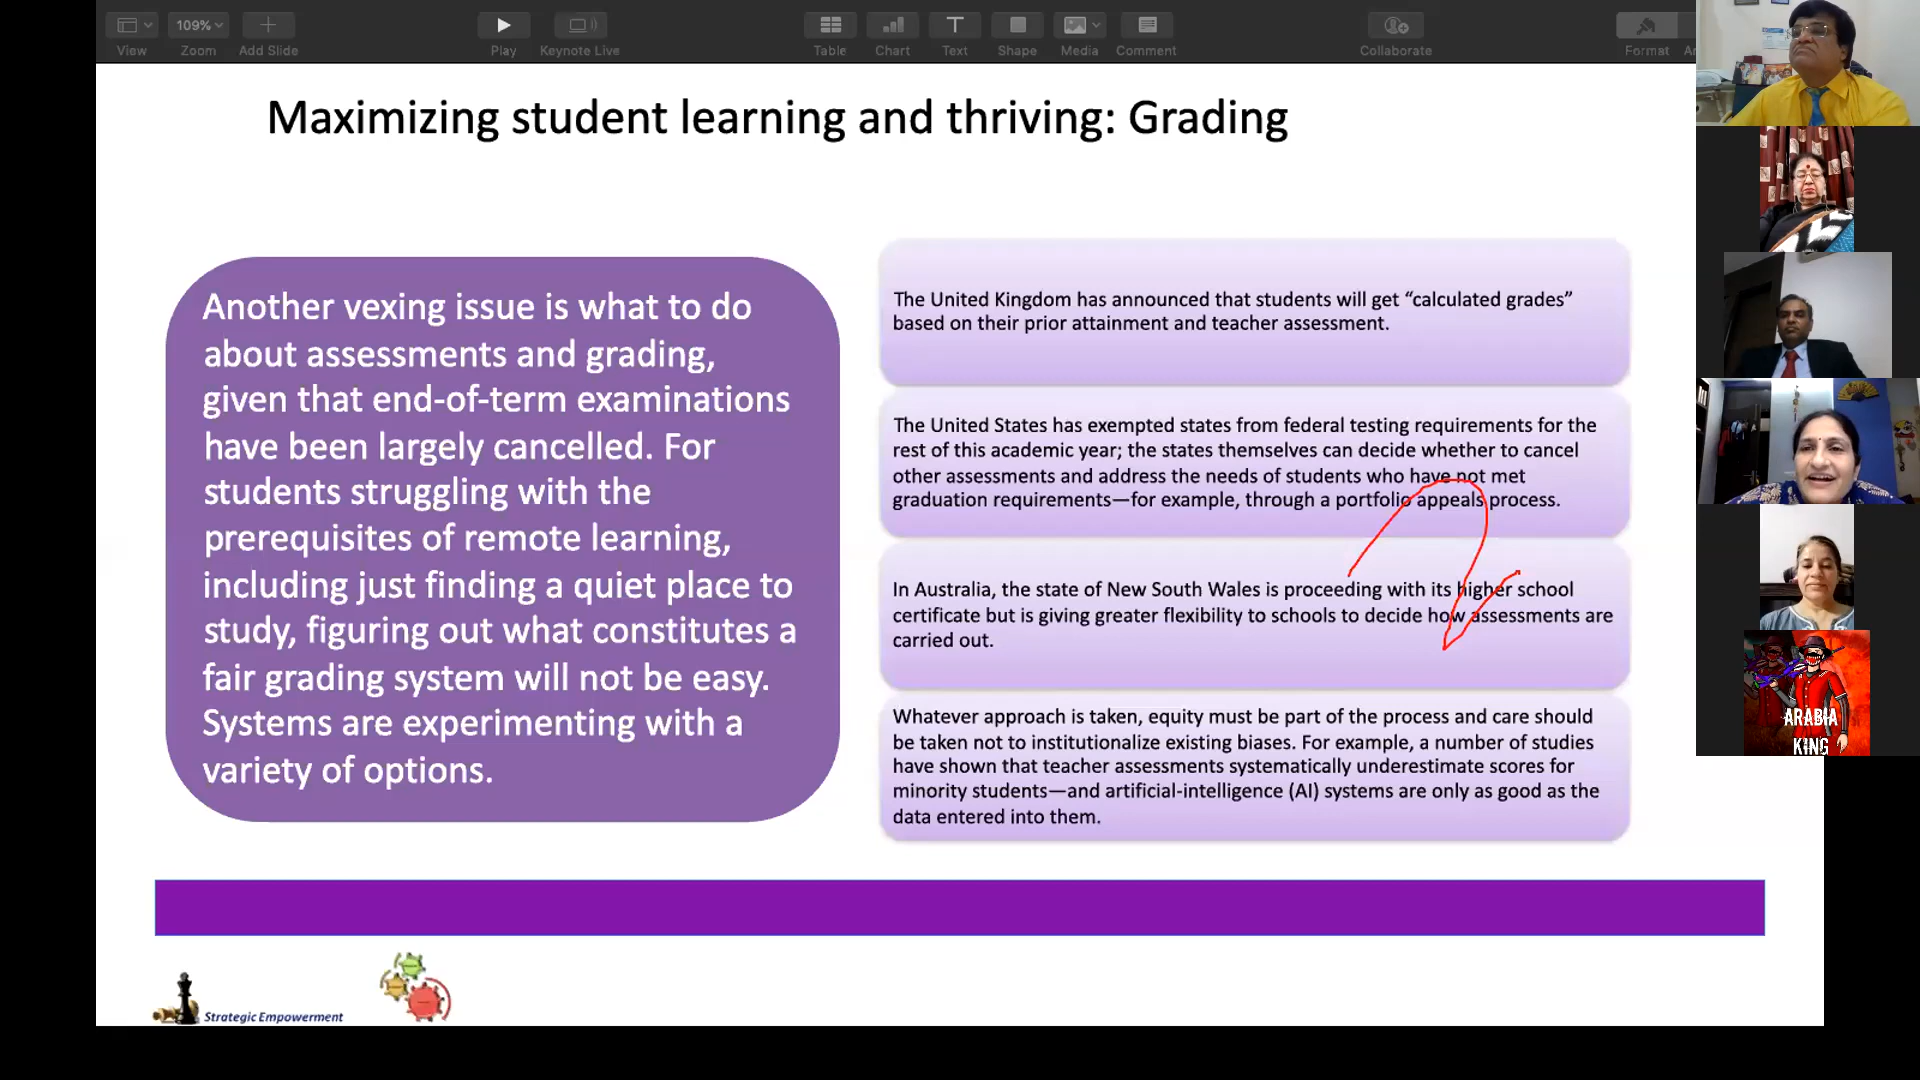 View
109%
Zoom
Add Slide
Play
Keynote Live
Table
Chart
Text
Shape
Media
Comment
Collaborate
Format
Maximizing student learning and thriving: Grading
Another vexing issue is what to do
about assessments and grading,
given that end-of-term examinations
have been largely cancelled. For
students struggling with the
prerequisites of remote learning,
including just finding a quiet place to
study, figuring out what constitutes a
fair grading system will not be easy.
Systems are experimenting with a
variety of options.
The United Kingdom has announced that students will get “calculated grades”
based on their prior attainment and teacher assessment.
The United States has exempted states from federal testing requirements for the
rest of this academic year; the states themselves can decide whether to cancel
other assessments and address the needs of students who have not met
graduation requirements—for example, through a portfolio appeals process.
In Australia, the state of New South Wales is proceeding with its higher school
certificate but is giving greater flexibility to schools to decide how assessments are
carried out.
Whatever approach is taken, equity must be part of the process and care should
be taken not to institutionalize existing biases. For example, a number of studies
have shown that teacher assessments systematically underestimate scores for
minority students—and artificial-intelligence (AI) systems are only as good as the
data entered into them.
Strategic Empowerment
ARABIA
KING